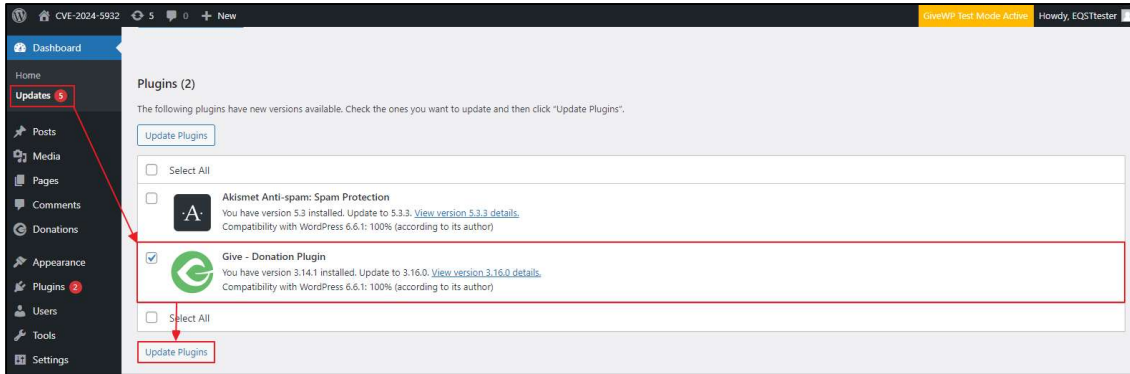 CVE-2024-5932 5 0 + New GiveWP Test Mode Active Howdy, EQSTtester
Dashboard
Home
Updates 5
Posts
Media
Pages
Comments
Donations
Appearance
Plugins 2
Users
Tools
Settings
Plugins (2)
The following plugins have new versions available. Check the ones you want to update and then click "Update Plugins".
Update Plugins
Select All
·A·
Akismet Anti-spam: Spam Protection
You have version 5.3 installed. Update to 5.3.3. View version 5.3.3 details.
Compatibility with WordPress 6.6.1: 100% (according to its author)
Give - Donation Plugin
You have version 3.14.1 installed. Update to 3.16.0. View version 3.16.0 details.
Compatibility with WordPress 6.6.1: 100% (according to its author)
Select All
Update Plugins